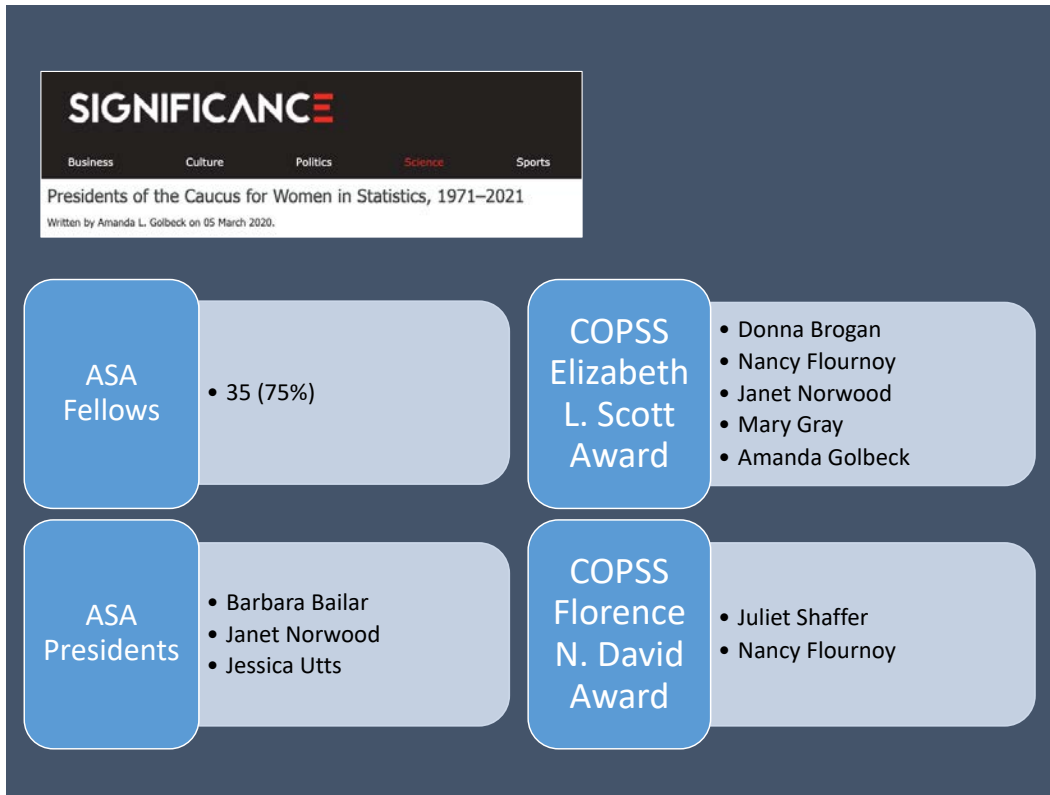 SIGNIFICANCE
Business Culture Politics Science Sports
Presidents of the Caucus for Women in Statistics, 1971–2021
Written by Amanda L. Golbeck on 05 March 2020.
ASA
Fellows
• 35 (75%)
COPSS
Elizabeth
L. Scott
Award
• Donna Brogan
• Nancy Flournoy
• Janet Norwood
• Mary Gray
• Amanda Golbeck
ASA
Presidents
• Barbara Bailar
• Janet Norwood
• Jessica Utts
COPSS
Florence
N. David
Award
• Juliet Shaffer
• Nancy Flournoy